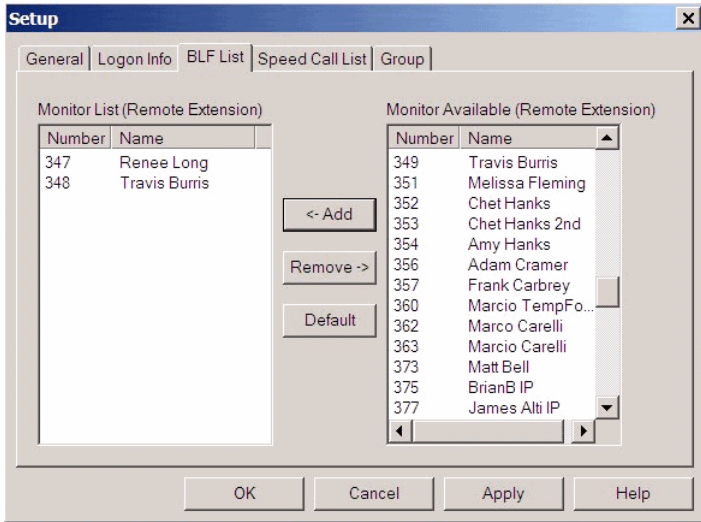 Setup
General Logon Info BLF List Speed Call List Group
Monitor List (Remote Extension)
Number Name
347 Renee Long
348 Travis Burris
<- Add
Remove ->
Default
Monitor Available (Remote Extension)
Number Name
349 Travis Burris
351 Melissa Fleming
352 Chet Hanks
353 Chet Hanks 2nd
354 Amy Hanks
356 Adam Cramer
357 Frank Carbrey
360 Marcio TempFo...
362 Marco Carelli
363 Marcio Carelli
373 Matt Bell
375 BrianB IP
377 James Alti IP
OK Cancel Apply Help